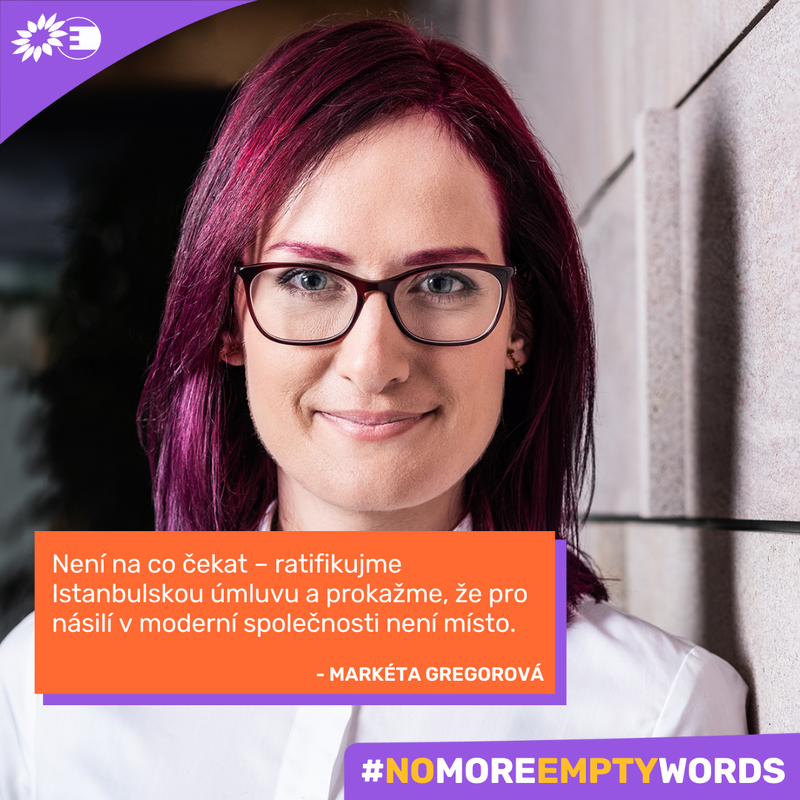 Není na co čekat – ratifikujme
Istanbulskou úmluvu a prokažme, že pro
násilí v moderní společnosti není místo.
- MARKÉTA GREGOROVÁ
#NOMOREEMPTYWORDS